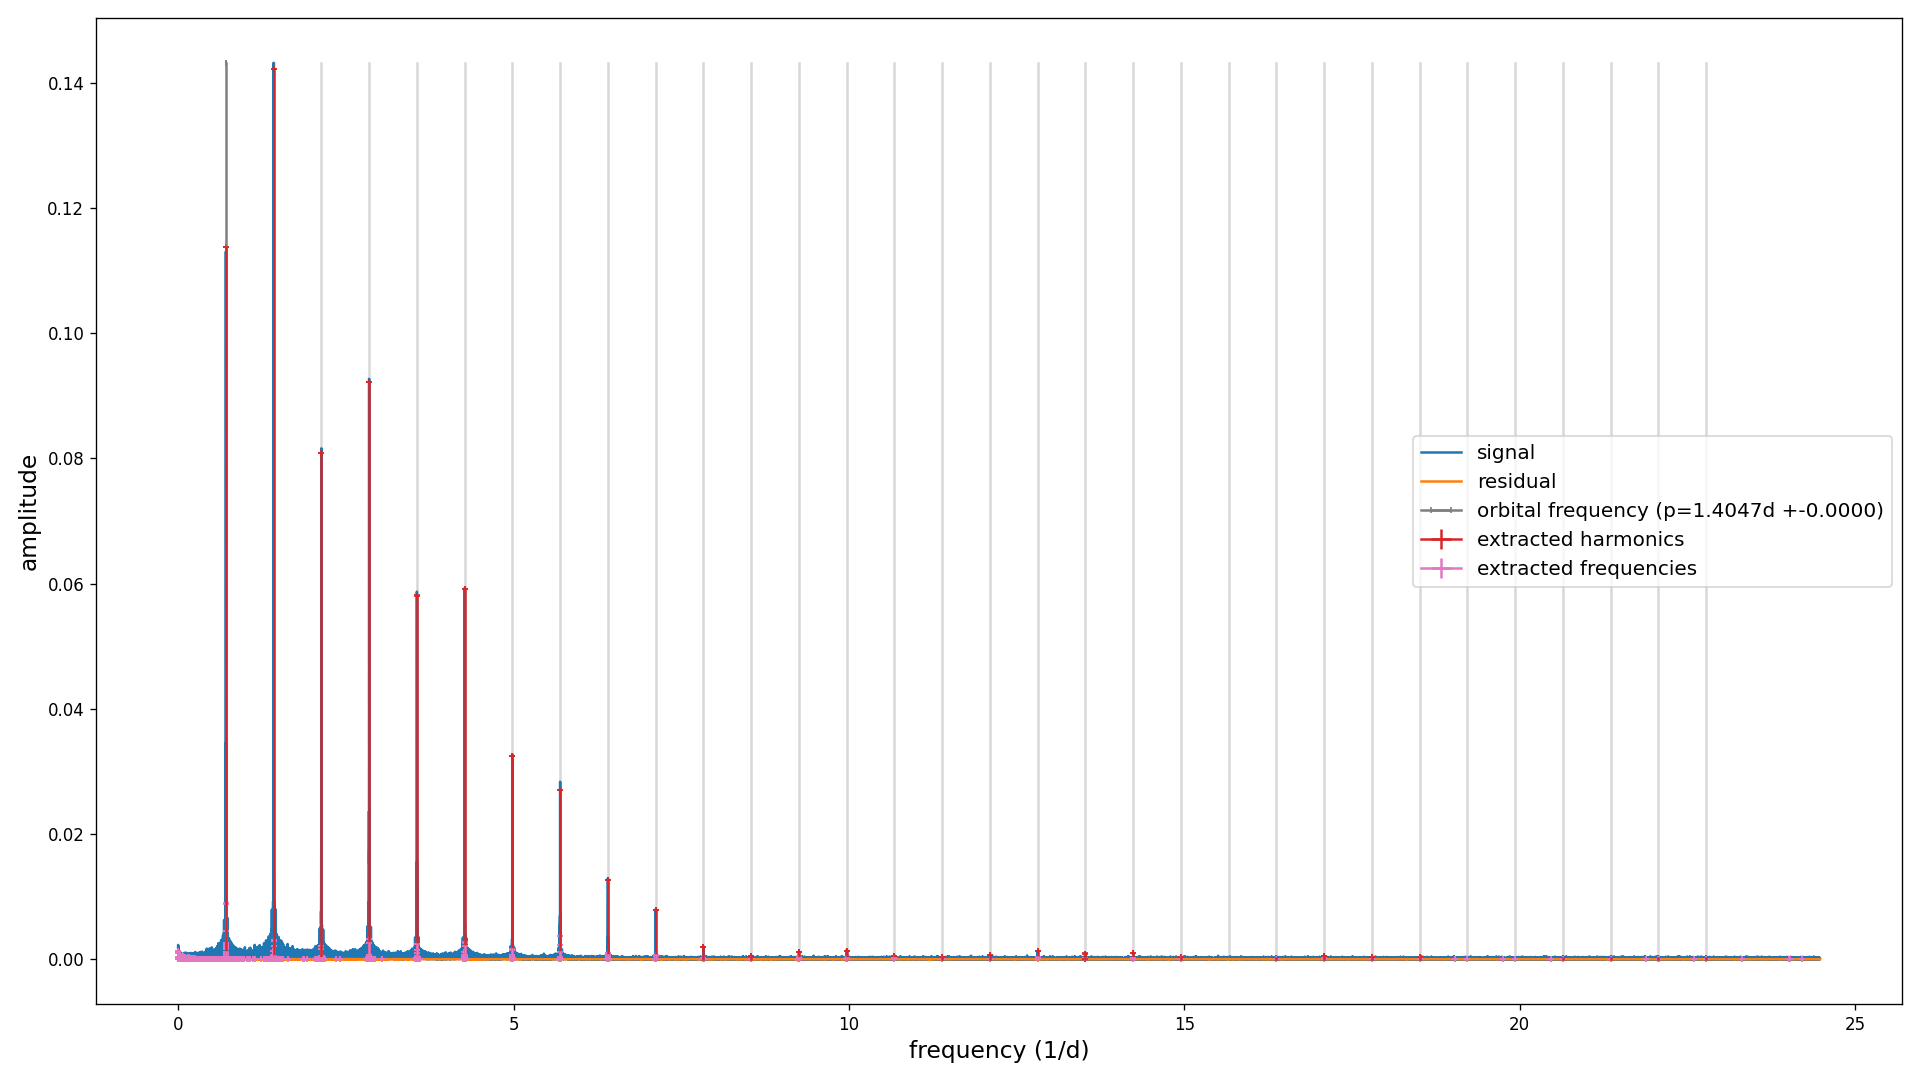 0.14
0.12
0.10
0.08
0.06
0.04
0.02
0.00
amplitude
signal
residual
orbital frequency (p=1.4047d +-0.0000)
extracted harmonics
extracted frequencies
0 5 10 15 20 25
frequency (1/d)